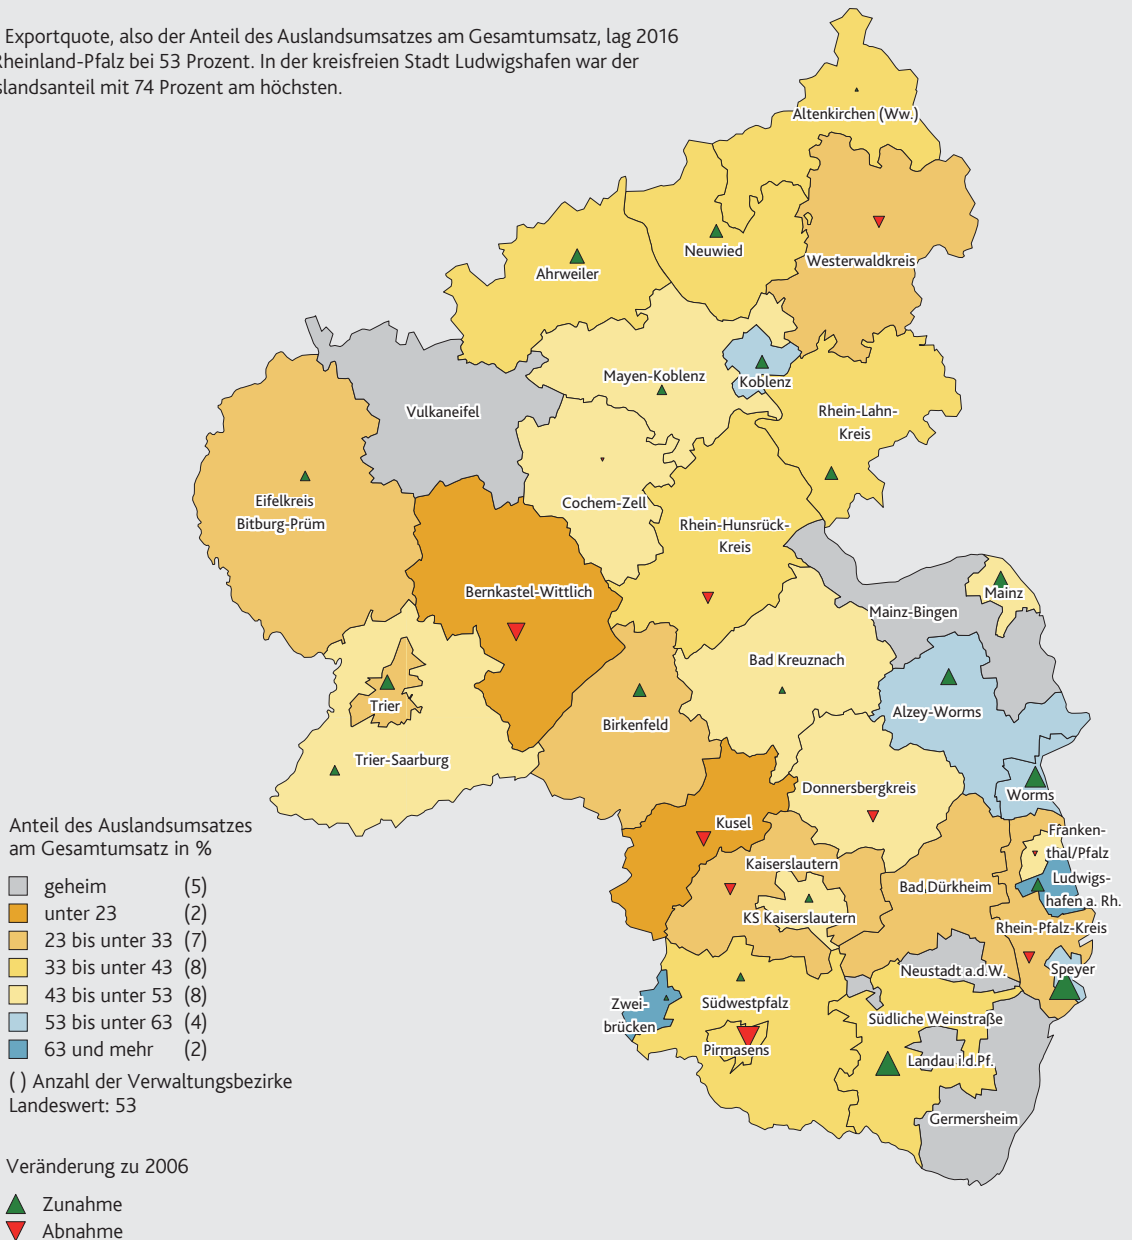 Exportquote, also der Anteil des Auslandsumsatzes am Gesamtumsatz, lag 2016
Rheinland-Pfalz bei 53 Prozent. In der kreisfreien Stadt Ludwigshafen war der
slandsanteil mit 74 Prozent am höchsten.
Altenkirchen (Ww.)
Neuwied
Westerwaldkreis
Ahrweiler
Mayen-Koblenz
Koblenz
Vulkaneifel
Rhein-Lahn-
Kreis
Eifelkreis
Bitburg-Prüm
Cochem-Zell
Rhein-Hunsrück-
Kreis
Bernkastel-Wittlich
Mainz
Mainz-Bingen
Bad Kreuznach
Trier
Birkenfeld
Alzey-Worms
Trier-Saarburg
Donnersbergkreis
Worms
Kusel
Franken-
thal/Pfalz
Kaiserslautern
Ludwigs-
hafen a. Rh.
Bad Dürkheim
KS Kaiserslautern
Rhein-Pfalz-Kreis
Neustadt a.d.W.
Speyer
Zwei-
brücken
Südwestpfalz
Südliche Weinstraße
Pirmasens
Landau i.d.Pf.
Germersheim
Anteil des Auslandsumsatzes
am Gesamtumsatz in %
geheim (5)
unter 23 (2)
23 bis unter 33 (7)
33 bis unter 43 (8)
43 bis unter 53 (8)
53 bis unter 63 (4)
63 und mehr (2)
( ) Anzahl der Verwaltungsbezirke
Landeswert: 53
Veränderung zu 2006
Zunahme
Abnahme